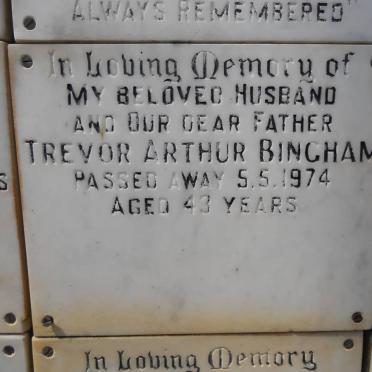 ALWAYS REMEMBERED"
In Loving Memory of
MY BELOVED HUSBAND
AND OUR DEAR FATHER
TREVOR ARTHUR BINGHAM
PASSED AWAY 5.5.1974
AGED 43 YEARS
In Loving Memory